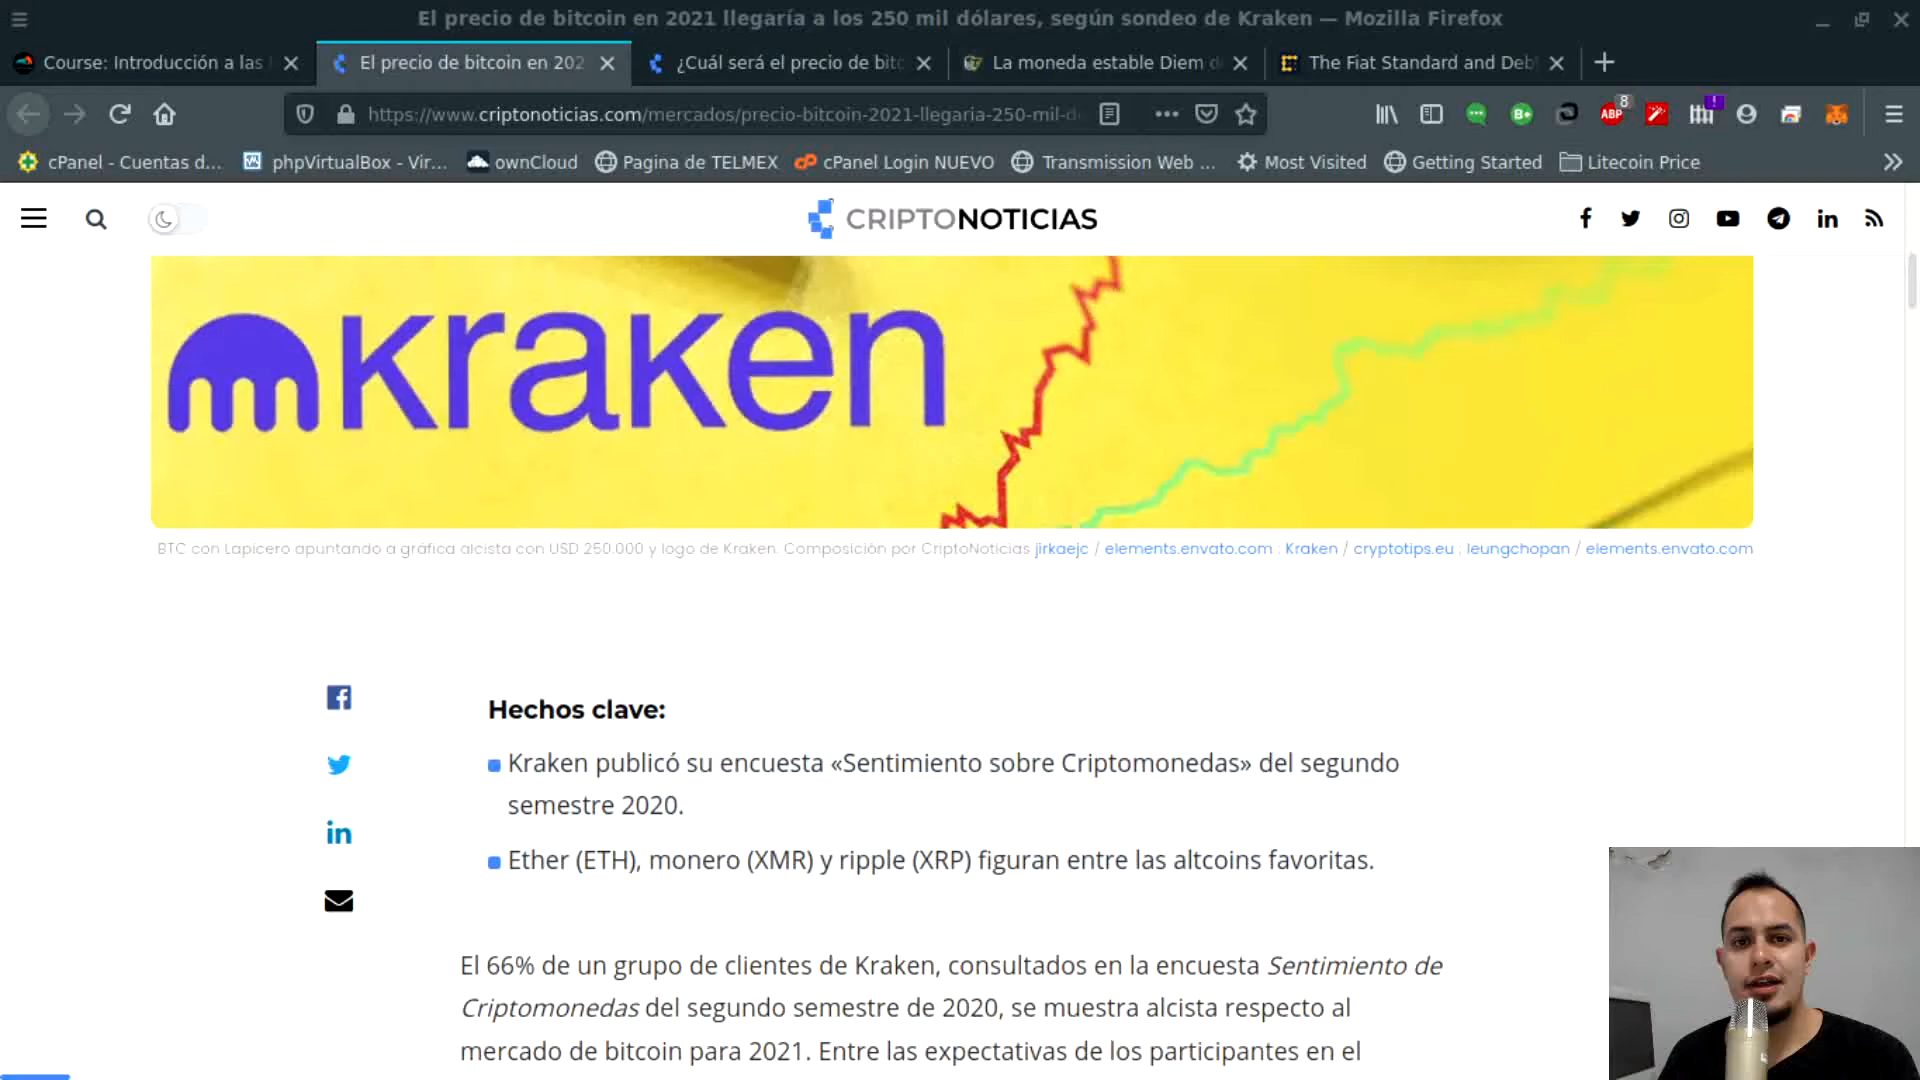 El precio de bitcoin en 2021 llegaría a los 250 mil dólares, según sondeo de Kraken — Mozilla Firefox
Course: Introducción a las
El precio de bitcoin en 202
¿Cuál será el precio de bitc
La moneda estable Diem d
The Fiat Standard and Deb
https://www.criptonoticias.com/mercados/precio-bitcoin-2021-llegaria-250-mil-d
ABP
8
B+
!
cPanel - Cuentas d...
phpVirtualBox - Vir...
ownCloud
Pagina de TELMEX
cPanel Login NUEVO
Transmission Web ...
Most Visited
Getting Started
Litecoin Price
CRIPTONOTICIAS
kraken
BTC con Lapicero apuntando a gráfica alcista con USD 250.000 y logo de Kraken. Composición por CriptoNoticias jirkaejc / elements.envato.com ; Kraken / cryptotips.eu ; leungchopan / elements.envato.com
Hechos clave:
Kraken publicó su encuesta «Sentimiento sobre Criptomonedas» del segundo
semestre 2020.
Ether (ETH), monero (XMR) y ripple (XRP) figuran entre las altcoins favoritas.
El 66% de un grupo de clientes de Kraken, consultados en la encuesta Sentimiento de
Criptomonedas del segundo semestre de 2020, se muestra alcista respecto al
mercado de bitcoin para 2021. Entre las expectativas de los participantes en el